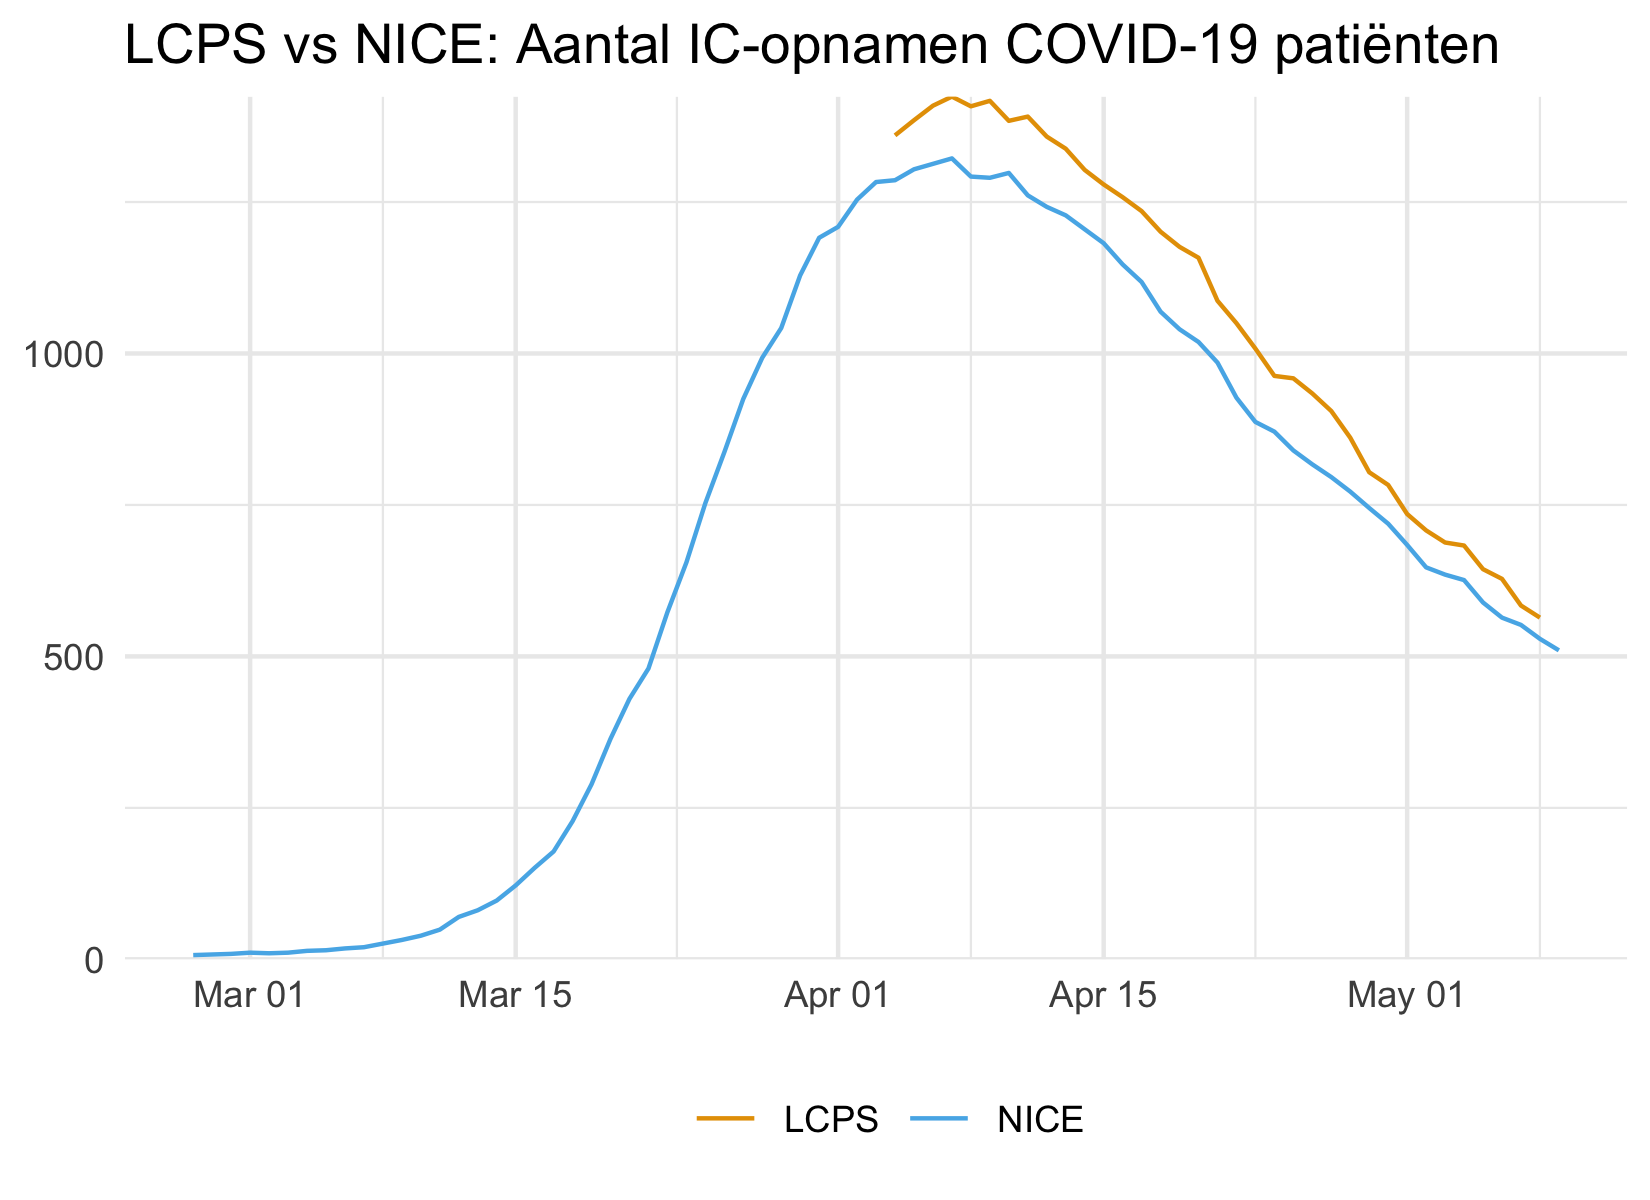 LCPS vs NICE: Aantal IC-opnamen COVID-19 patiënten
1000
500
0
Mar 01 Mar 15 Apr 01 Apr 15 May 01
LCPS NICE